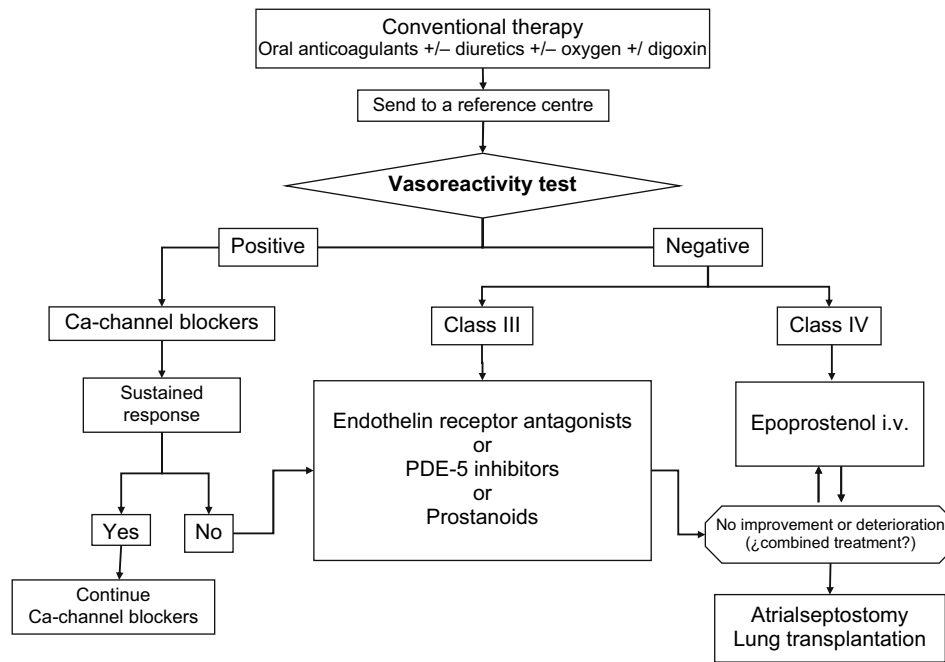 Conventional therapy
Oral anticoagulants +/– diuretics +/– oxygen +/ digoxin
Send to a reference centre
Vasoreactivity test
Positive
Negative
Ca-channel blockers
Class III
Class IV
Sustained
response
Endothelin receptor antagonists
or
PDE-5 inhibitors
or
Prostanoids
Epoprostenol i.v.
Yes
No
No improvement or deterioration
(¿combined treatment?)
Continue
Ca-channel blockers
Atrialseptostomy
Lung transplantation